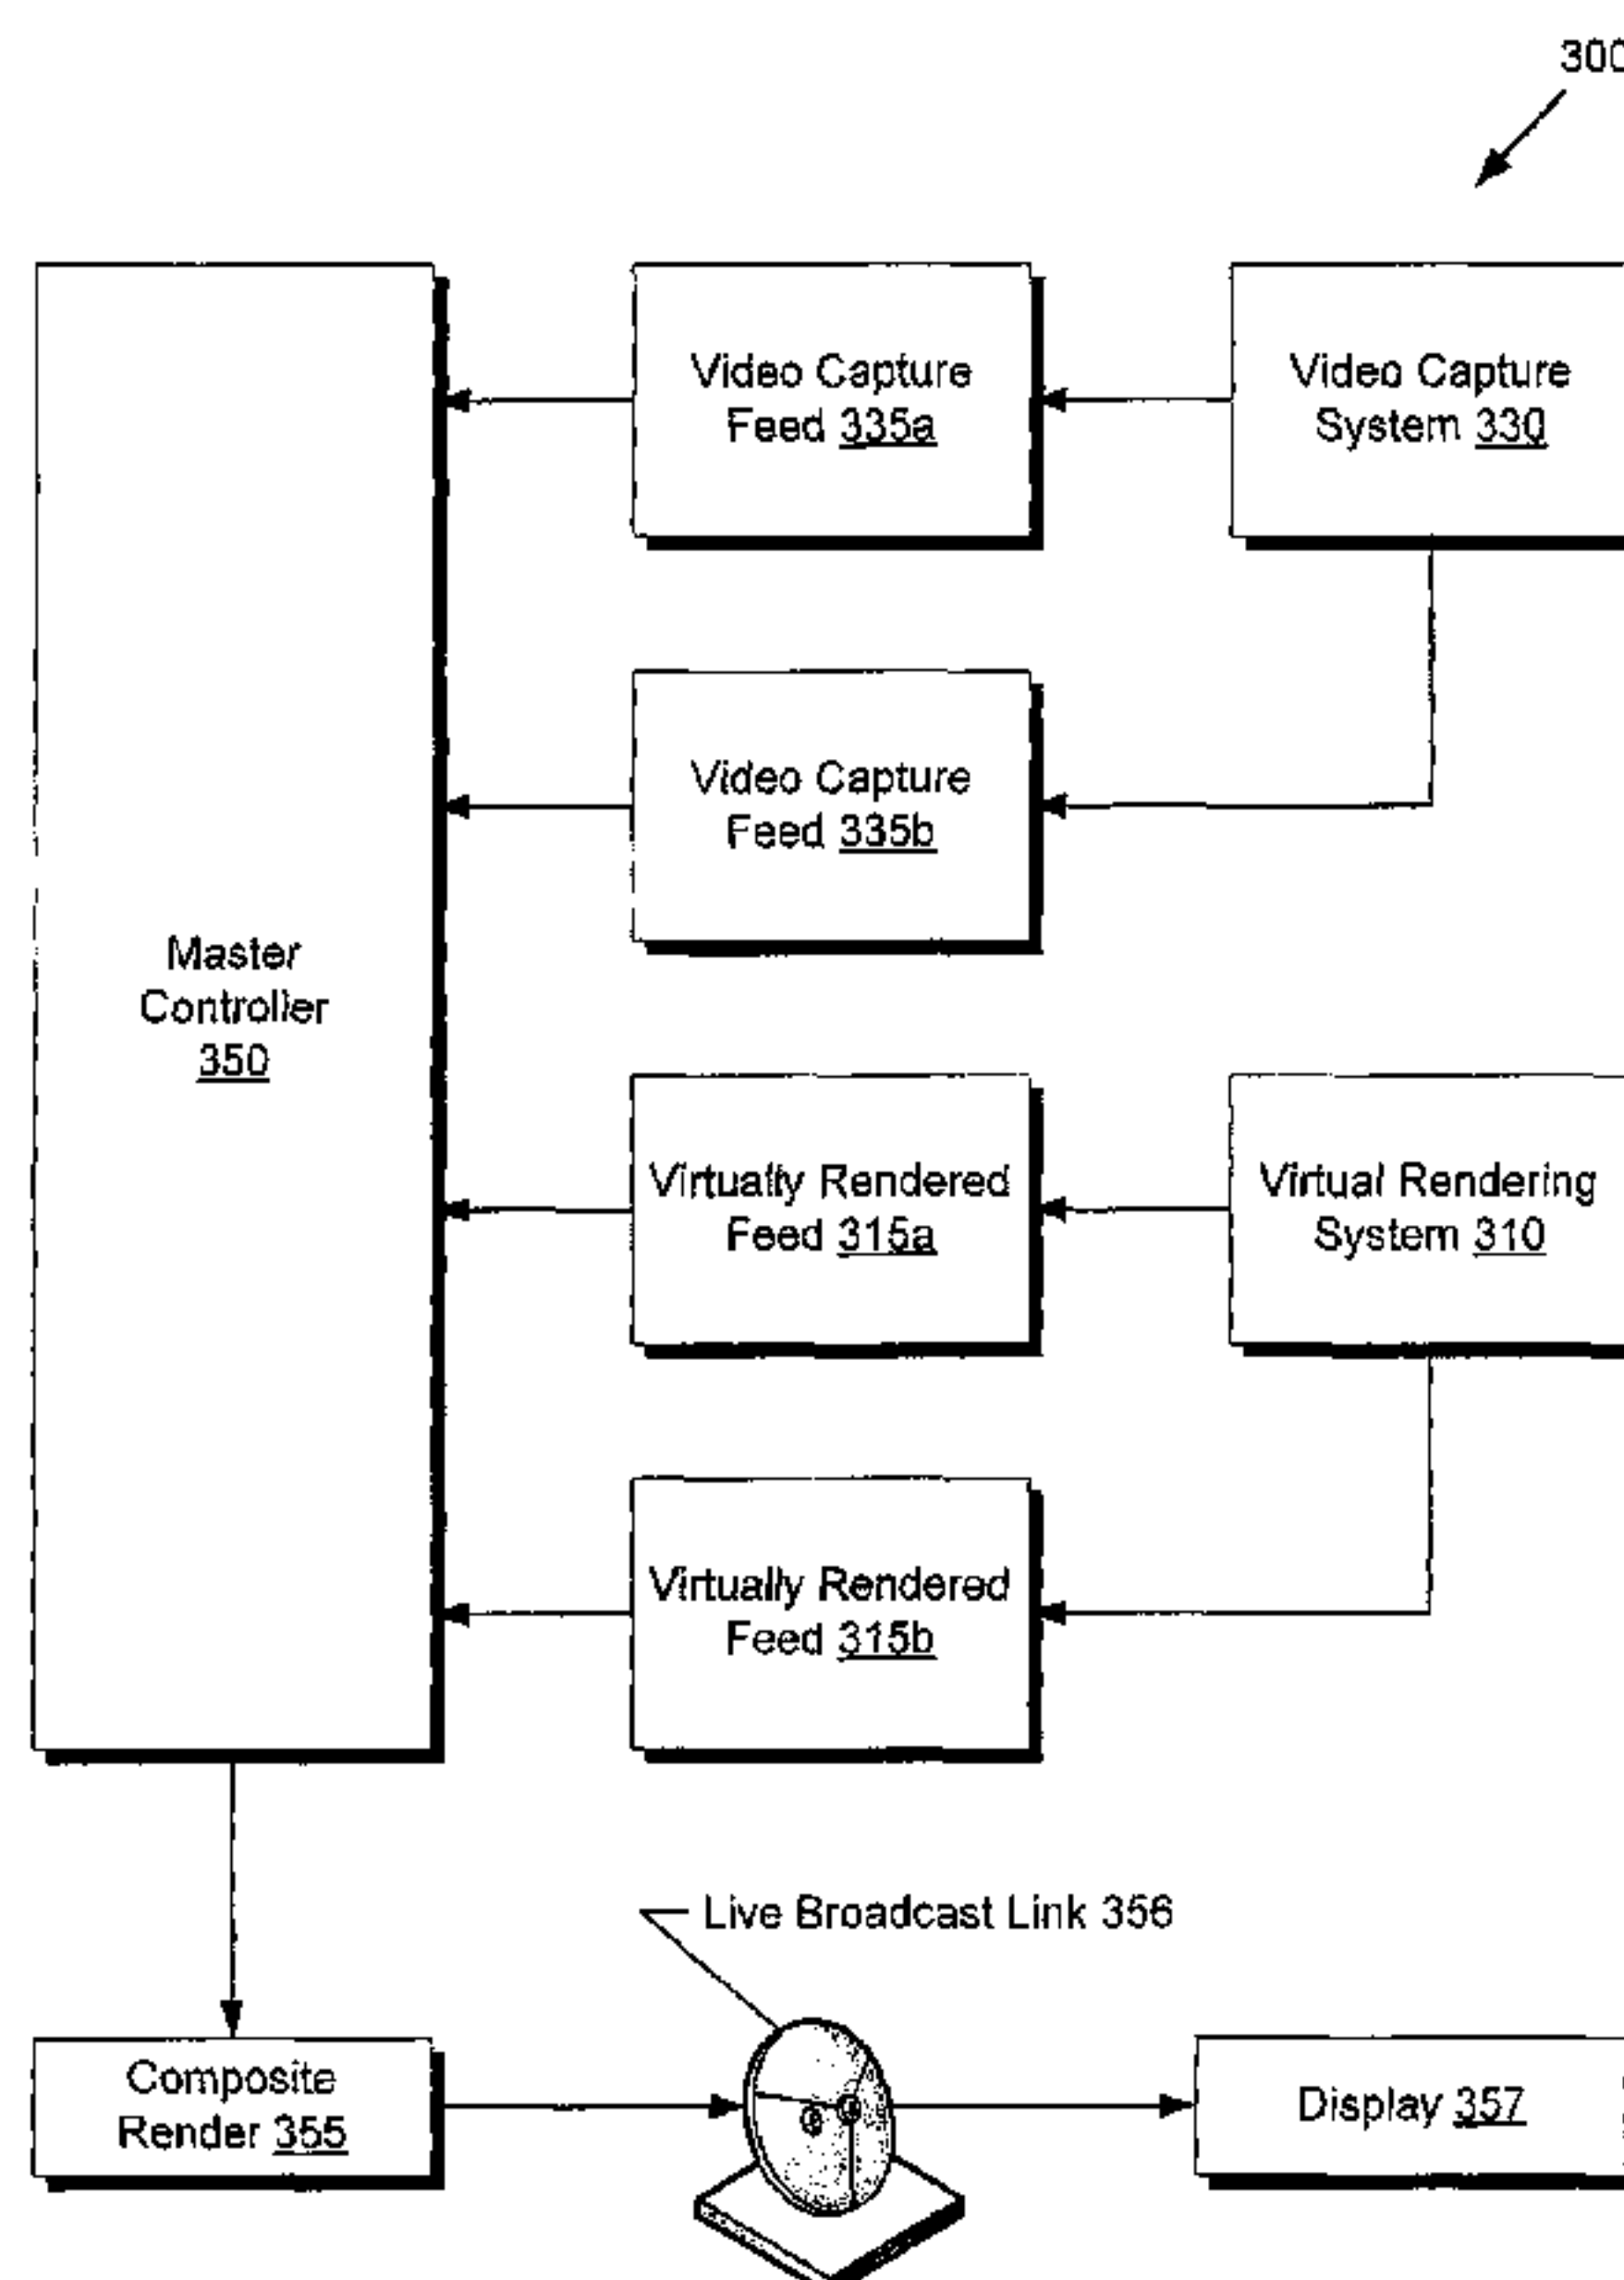 300
Video Capture
Feed 335a
Video Capture
System 330
Video Capture
Feed 335b
Master
Controller
350
Virtually Rendered
Feed 315a
Virtual Rendering
System 310
Virtually Rendered
Feed 315b
Live Broadcast Link 356
Composite
Render 355
Display 357